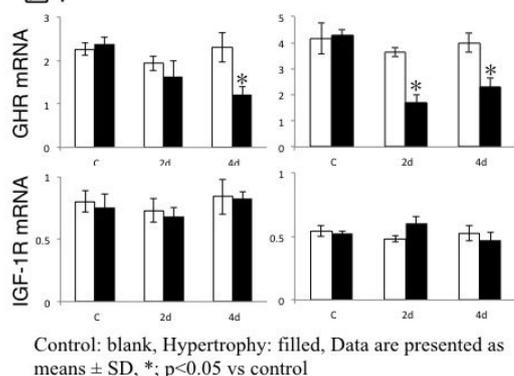 GHR mRNA
3
2
1
0
C 2d 4d
*
5
4
3
2
1
0
C 2d 4d
* *
IGF-1R mRNA
1
0.5
0
C 2d 4d
1
0.5
0
C 2d 4d
Control: blank, Hypertrophy: filled, Data are presented as
means ± SD, *; p<0.05 vs control